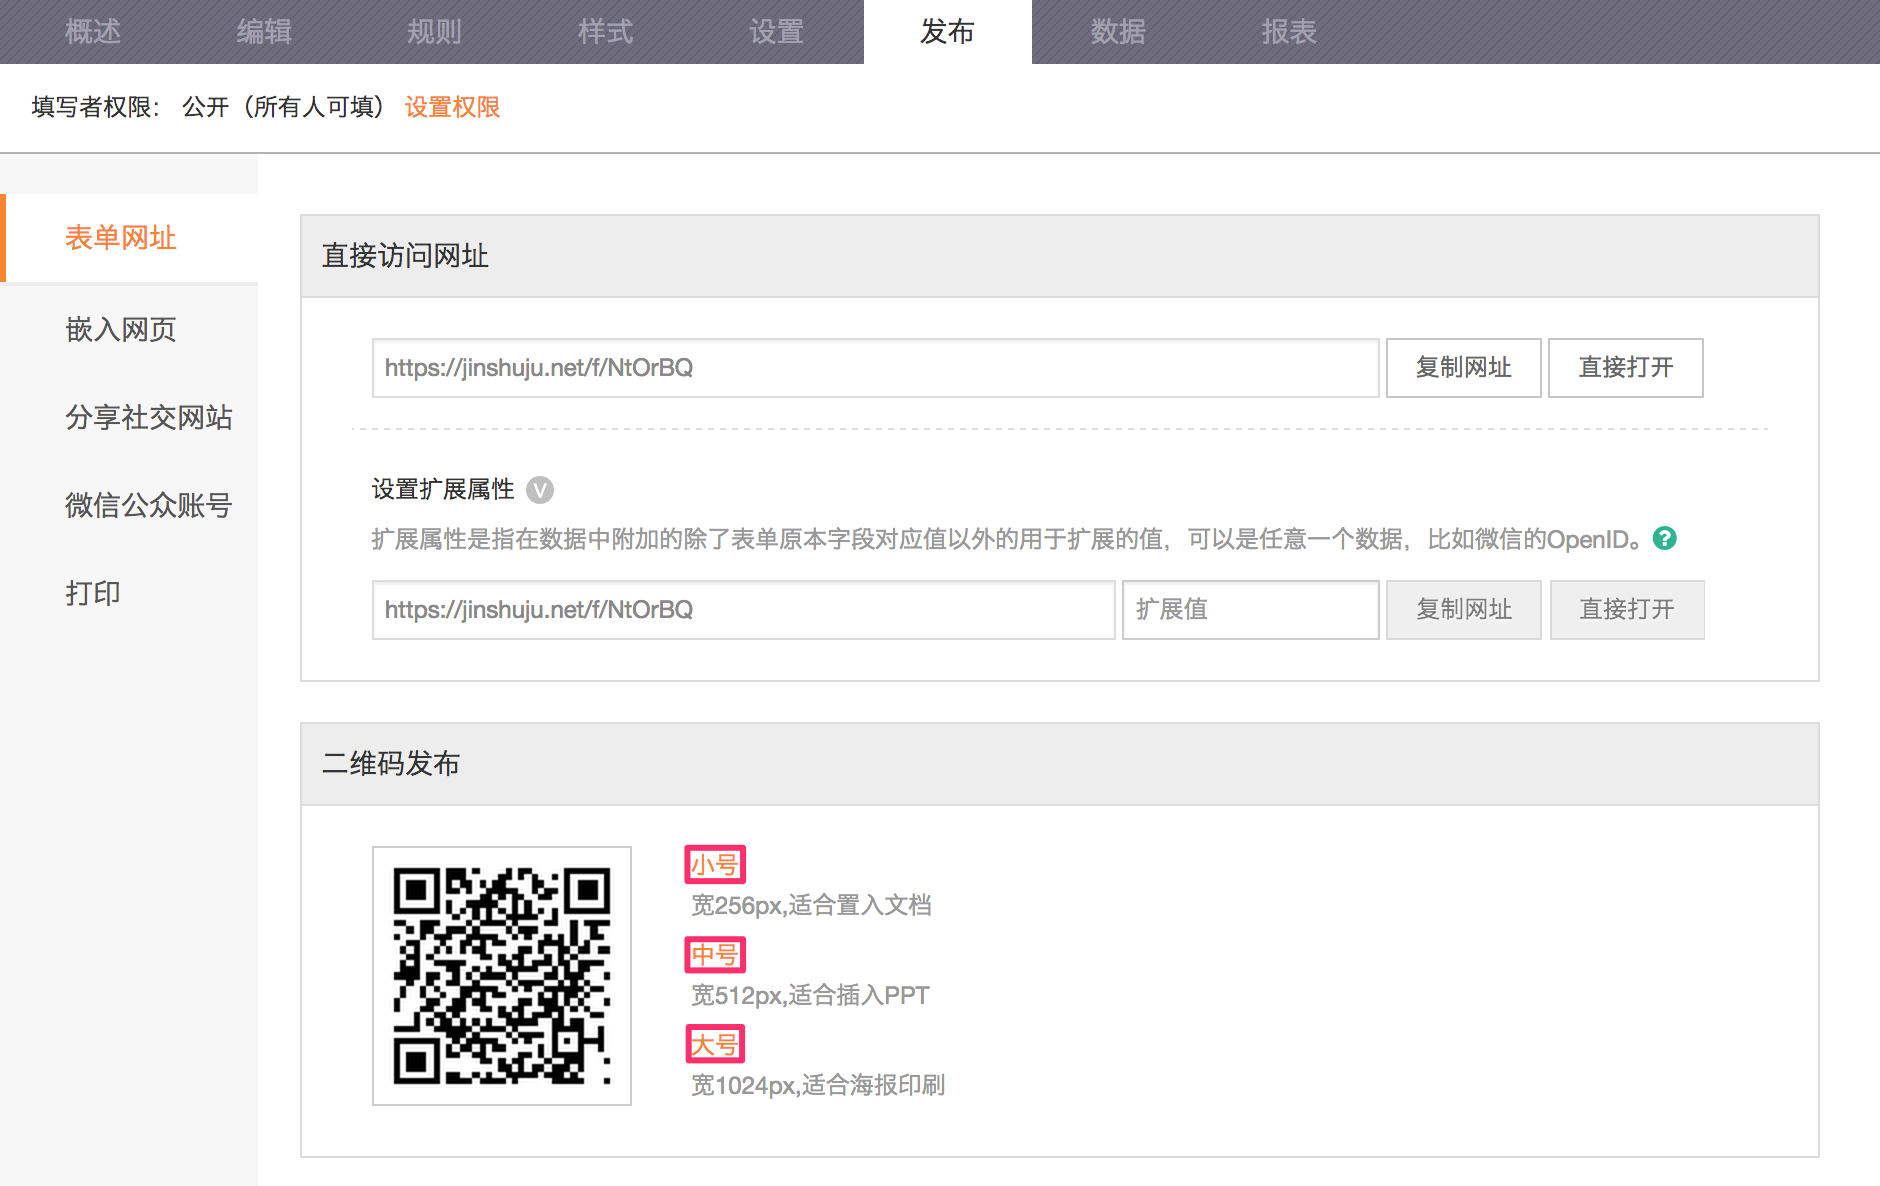 概述 编辑 规则 样式 设置 发布 数据 报表
填写者权限： 公开（所有人可填） 设置权限
表单网址
嵌入网页
分享社交网站
微信公众账号
打印
直接访问网址
https://jinshuju.net/f/NtOrBQ 复制网址 直接打开
设置扩展属性 V
扩展属性是指在数据中附加的除了表单原本字段对应值以外的用于扩展的值，可以是任意一个数据，比如微信的OpenID。 ?
https://jinshuju.net/f/NtOrBQ 扩展值 复制网址 直接打开
二维码发布
小号
宽256px,适合置入文档
中号
宽512px,适合插入PPT
大号
宽1024px,适合海报印刷